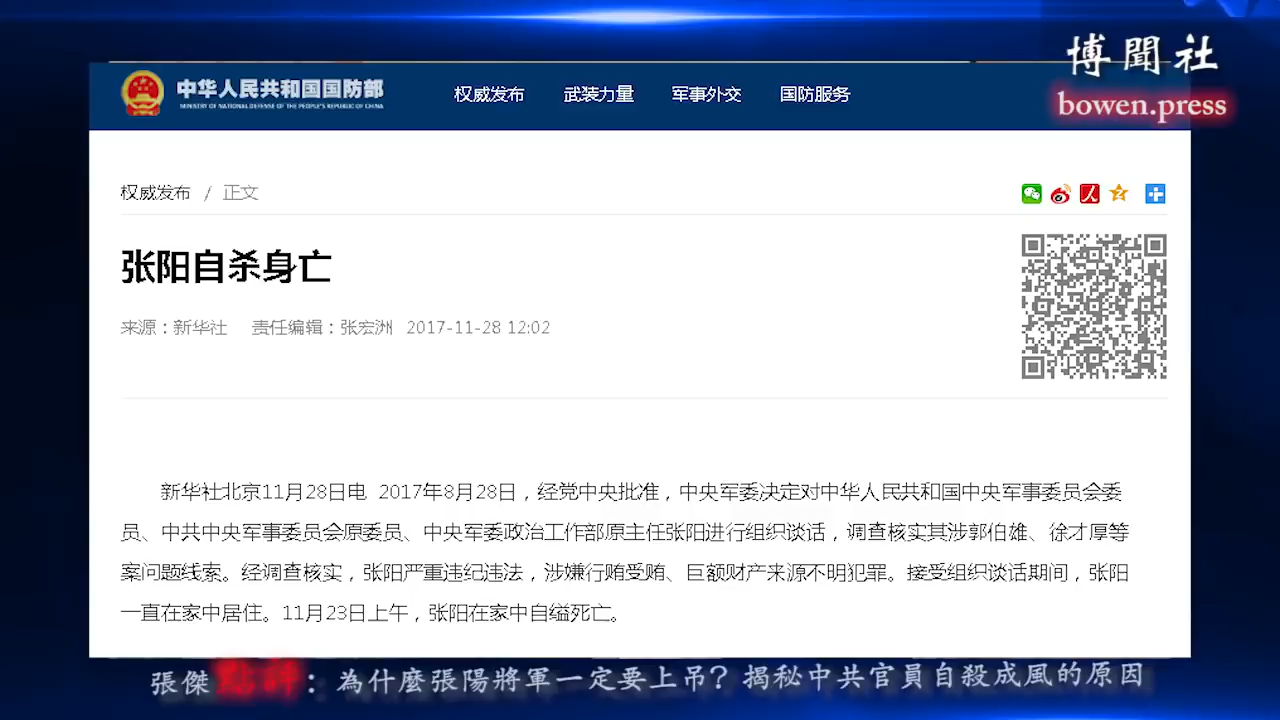 博聞社
bowen.press
中华人民共和国国防部
MINISTRY OF NATIONAL DEFENSE OF THE PEOPLE'S REPUBLIC OF CHINA
权威发布 武装力量 军事外交 国防服务
权威发布 / 正文
张阳自杀身亡
来源：新华社 责任编辑：张宏洲 2017-11-28 12:02
新华社北京11月28日电 2017年8月28日，经党中央批准，中央军委决定对中华人民共和国中央军事委员会委
员、中共中央军事委员会原委员、中央军委政治工作部原主任张阳进行组织谈话，调查核实其涉郭伯雄、徐才厚等
案问题线索。经调查核实，张阳严重违纪违法，涉嫌行贿受贿、巨额财产来源不明犯罪。接受组织谈话期间，张阳
一直在家中居住。11月23日上午，张阳在家中自缢死亡。
張傑點評：為什麼張陽將軍一定要上吊？揭秘中共官員自殺成風的原因